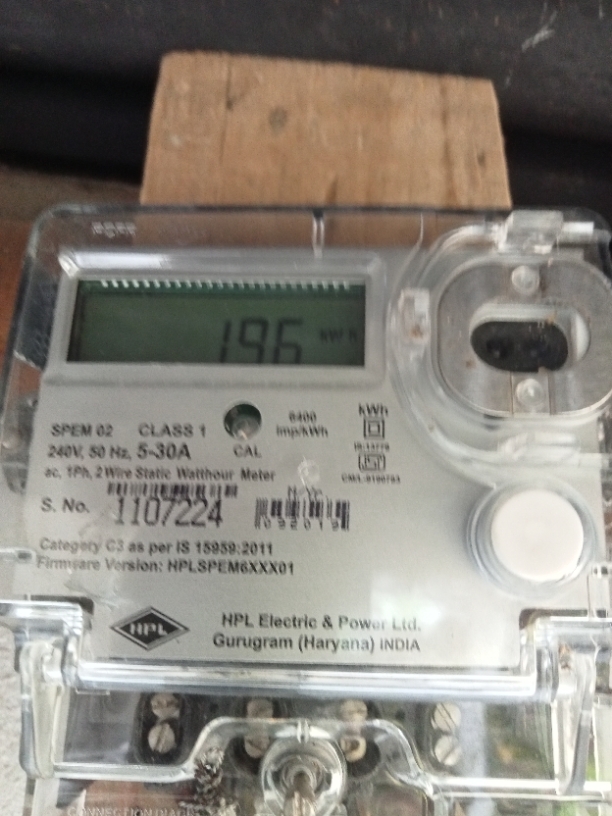 196 kW h
SPEM 02 CLASS 1
240V, 50 Hz, 5-30A
ac, 1Ph, 2 Wire Static Watthour Meter
CAL
6400
imp/kWh
kWh
S. No. 1107224
092019
Category C3 as per IS 15959:2011
Firmware Version: HPLSPEM6XXX01
HPL
HPL Electric & Power Ltd.
Gurugram (Haryana) INDIA